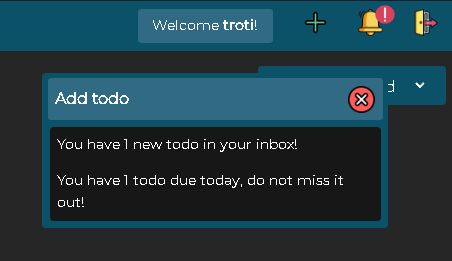 Welcome troti!
Add todo
You have 1 new todo in your inbox!
You have 1 todo due today, do not miss it
out!